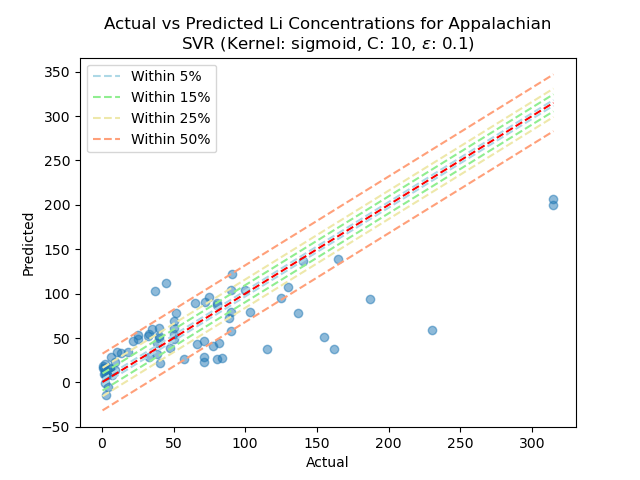 Actual vs Predicted Li Concentrations for Appalachian
SVR (Kernel: sigmoid, C: 10, ε: 0.1)
Within 5%
Within 15%
Within 25%
Within 50%
350
300
250
200
150
100
50
0
−50
Predicted
0
50
100
150
200
250
300
Actual